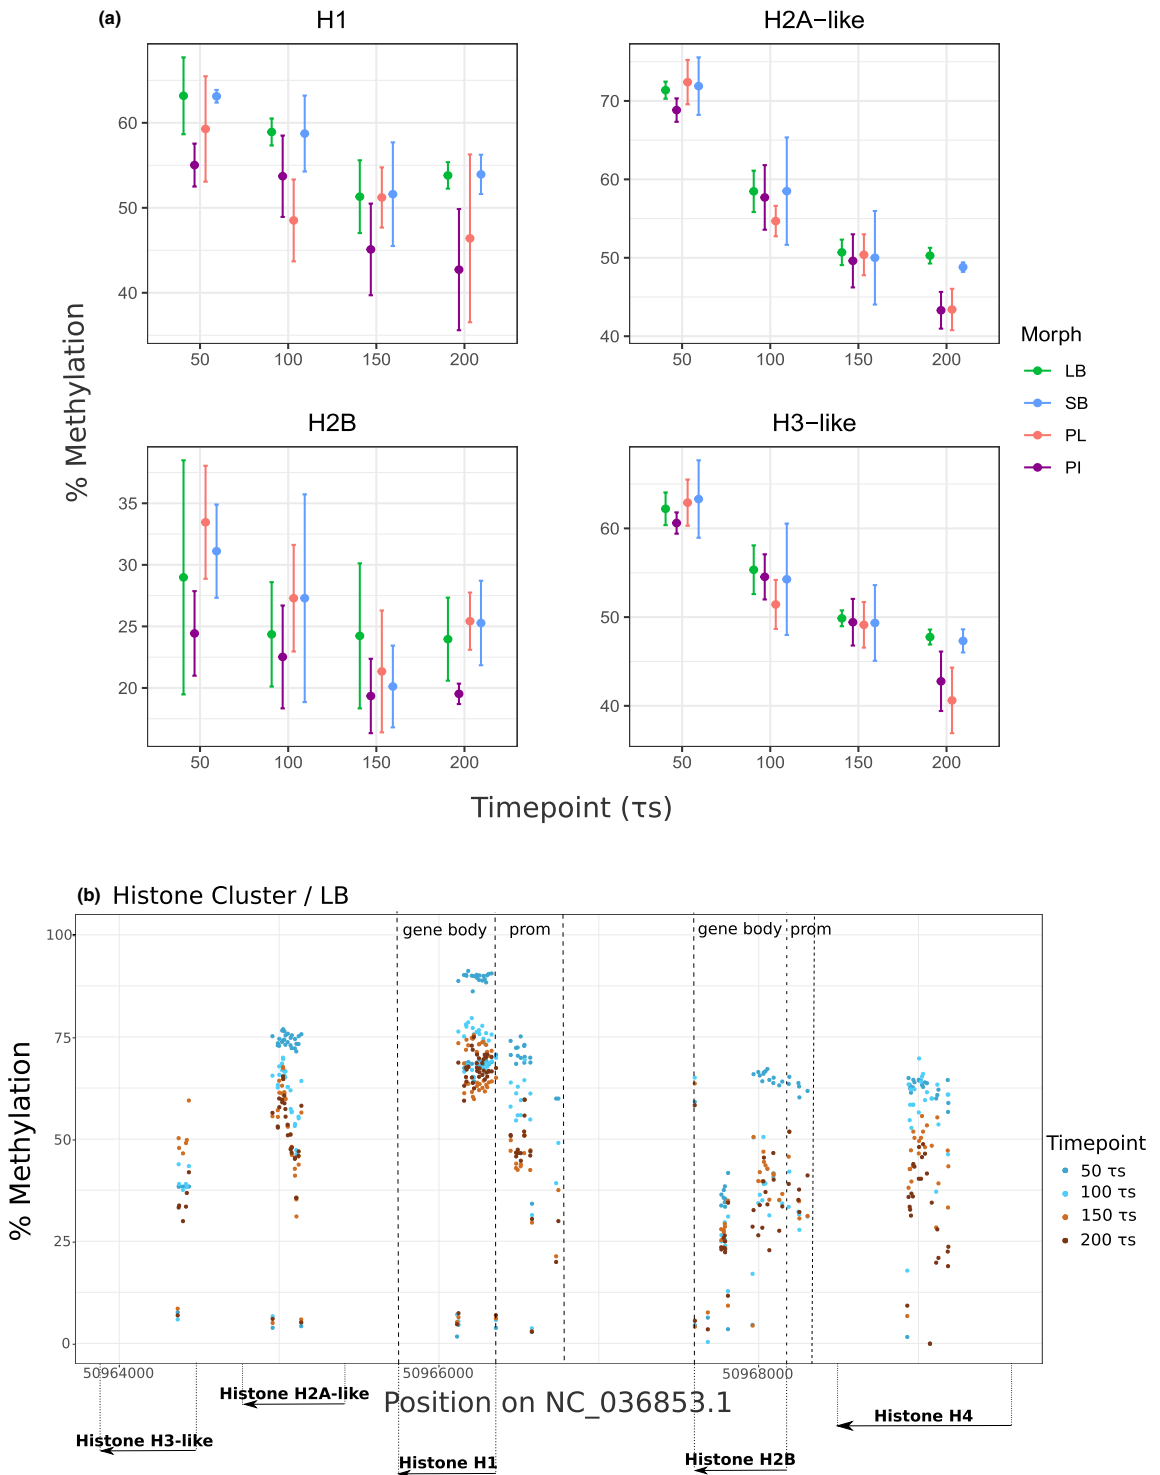 (a)
H1
H2A−like
60
50
40
50
100
150
200
70
60
50
40
50
100
150
200
% Methylation
Morph
LB
SB
PL
PI
H2B
H3−like
35
30
25
20
50
100
150
200
60
50
40
50
100
150
200
Timepoint (τs)
(b) Histone Cluster / LB
gene body
prom
gene body
prom
100
75
50
25
0
% Methylation
Timepoint
50 τs
100 τs
150 τs
200 τs
50964000
50966000
50968000
Position on NC_036853.1
Histone H2A-like
Histone H4
Histone H3-like
Histone H1
Histone H2B